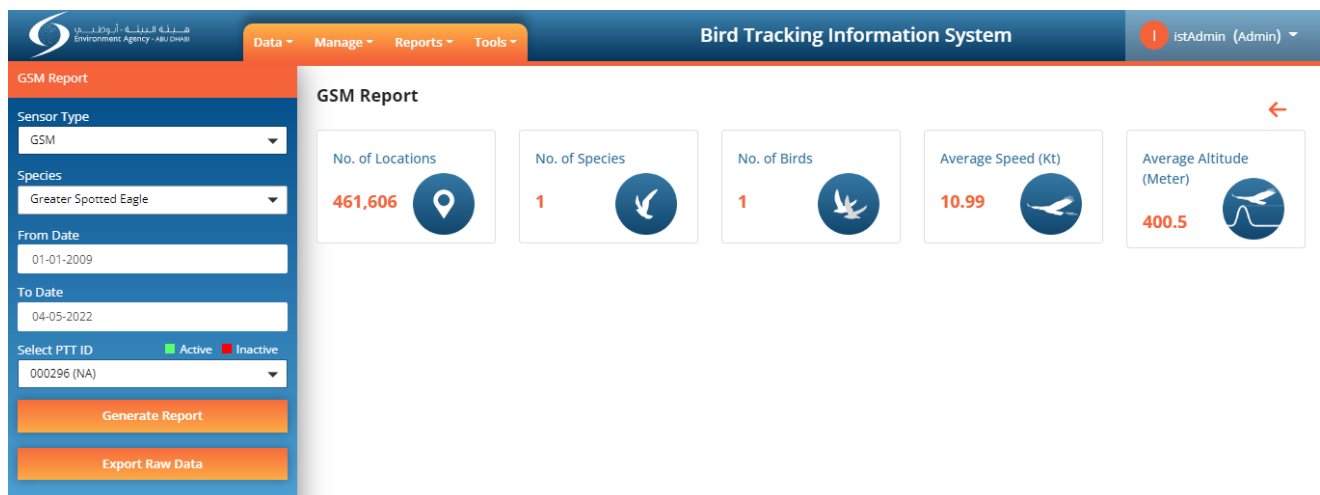 هيئة البيئة - أبوظبي
Environment Agency - ABU DHABI
Data
Manage
Reports
Tools
Bird Tracking Information System
I
istAdmin (Admin)
GSM Report
Sensor Type
GSM
Species
Greater Spotted Eagle
From Date
01-01-2009
To Date
04-05-2022
Select PTT ID
Active
Inactive
000296 (NA)
Generate Report
Export Raw Data
GSM Report
No. of Locations
461,606
No. of Species
1
No. of Birds
1
Average Speed (Kt)
10.99
Average Altitude
(Meter)
400.5